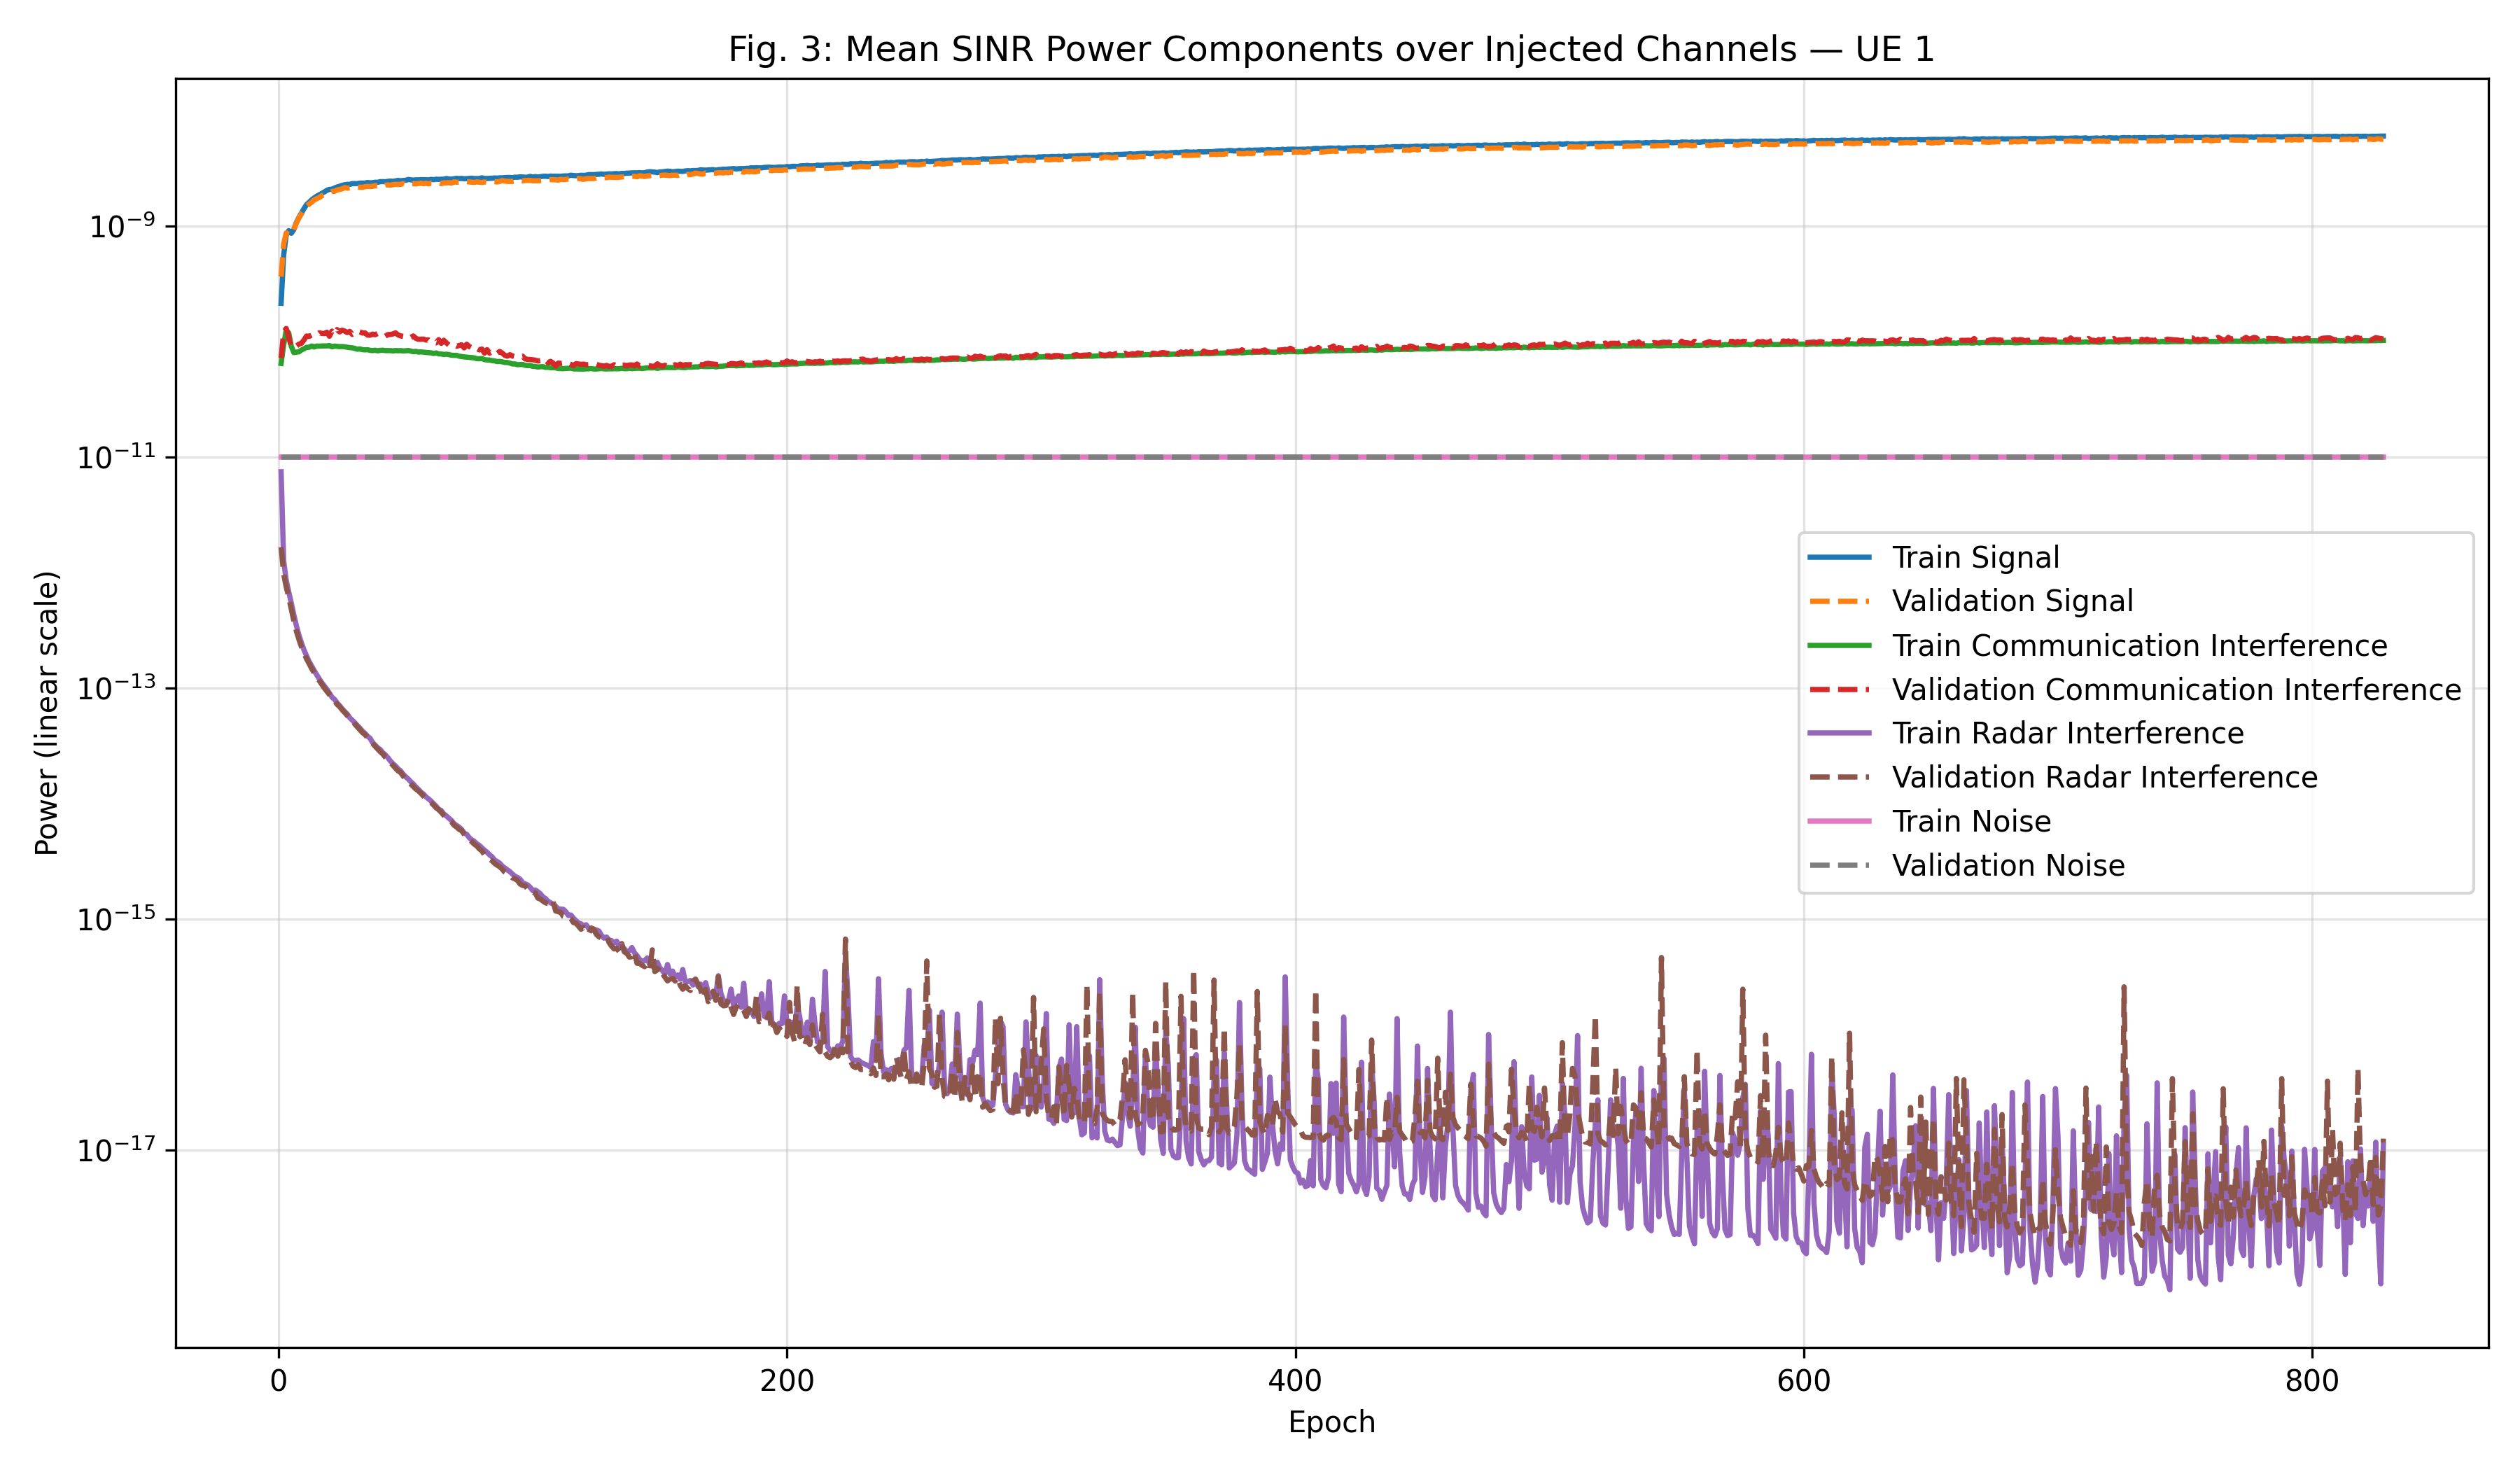 Fig. 3: Mean SINR Power Components over Injected Channels — UE 1
Power (linear scale)
10⁻⁹
10⁻¹¹
10⁻¹³
10⁻¹⁵
10⁻¹⁷
Train Signal
Validation Signal
Train Communication Interference
Validation Communication Interference
Train Radar Interference
Validation Radar Interference
Train Noise
Validation Noise
0 200 400 600 800
Epoch